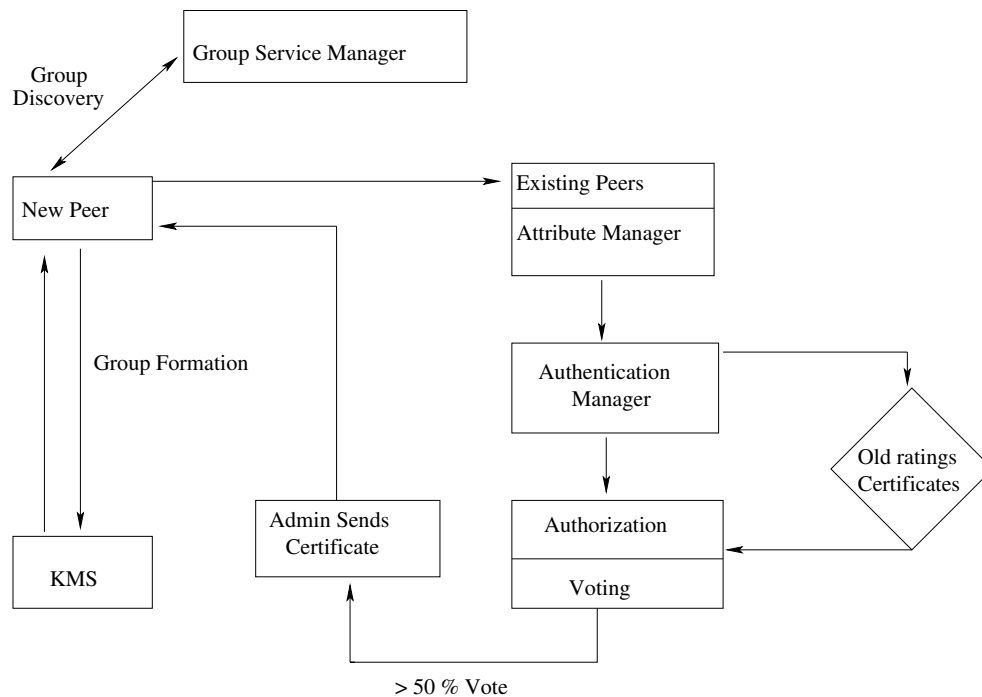 Group Service Manager
Group
Discovery
New Peer
Existing Peers
Attribute Manager
Group Formation
Authentication
Manager
Old ratings
Certificates
Admin Sends
Certificate
Authorization
KMS
Voting
> 50 % Vote